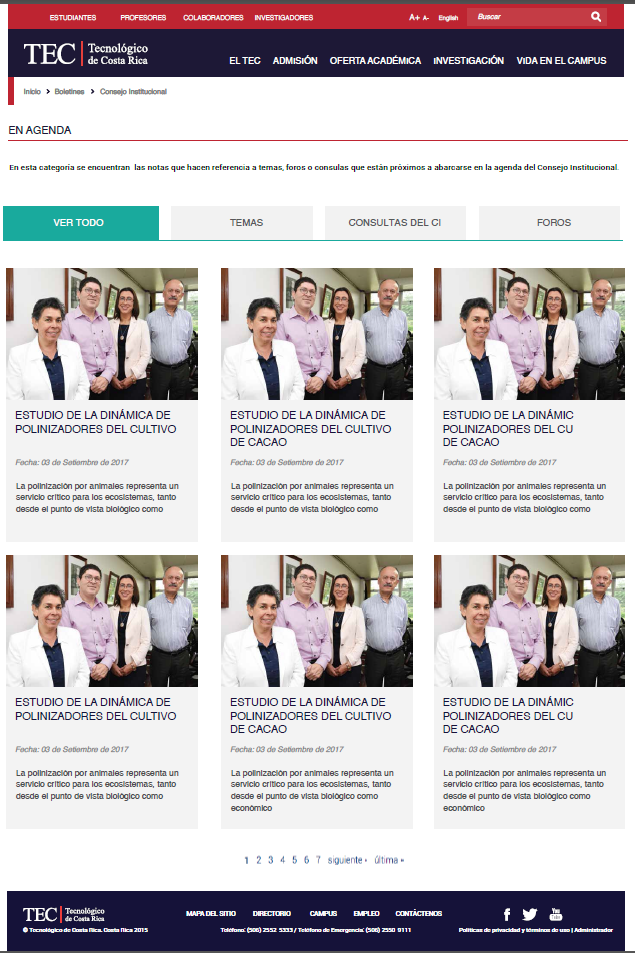 ESTUDIANTES PROFESORES COLABORADORES INVESTIGADORES A+ A- English Buscar
TEC Tecnológico
de Costa Rica
EL TEC ADMISIÓN OFERTA ACADÉMICA INVESTIGACIÓN VIDA EN EL CAMPUS
Inicio > Boletines > Consejo Institucional
EN AGENDA
En esta categoría se encuentran las notas que hacen referencia a temas, foros o consulas que están próximos a abarcarse en la agenda del Consejo Institucional.
VER TODO TEMAS CONSULTAS DEL CI FOROS
ESTUDIO DE LA DINÁMICA DE
POLINIZADORES DEL CULTIVO
Fecha: 03 de Setiembre de 2017
La polinización por animales representa un
servicio crítico para los ecosistemas, tanto
desde el punto de vista biológico como
ESTUDIO DE LA DINÁMICA DE
POLINIZADORES DEL CULTIVO
DE CACAO
Fecha: 03 de Setiembre de 2017
La polinización por animales representa un
servicio crítico para los ecosistemas, tanto
desde el punto de vista biológico como
ESTUDIO DE LA DINÁMIC
POLINIZADORES DEL CU
DE CACAO
Fecha: 03 de Setiembre de 2017
La polinización por animales representa un
servicio crítico para los ecosistemas, tanto
desde el punto de vista biológico como
ESTUDIO DE LA DINÁMICA DE
POLINIZADORES DEL CULTIVO
Fecha: 03 de Setiembre de 2017
La polinización por animales representa un
servicio crítico para los ecosistemas, tanto
desde el punto de vista biológico como
ESTUDIO DE LA DINÁMICA DE
POLINIZADORES DEL CULTIVO
DE CACAO
Fecha: 03 de Setiembre de 2017
La polinización por animales representa un
servicio crítico para los ecosistemas, tanto
desde el punto de vista biológico como
económico
ESTUDIO DE LA DINÁMIC
POLINIZADORES DEL CU
DE CACAO
Fecha: 03 de Setiembre de 2017
La polinización por animales representa un
servicio crítico para los ecosistemas, tanto
desde el punto de vista biológico como
económico
1 2 3 4 5 6 7 siguiente › última »
TEC Tecnológico
de Costa Rica
MAPA DEL SITIO DIRECTORIO CAMPUS EMPLEO CONTÁCTENOS
You
Tube
© Tecnológico de Costa Rica. Costa Rica 2015 Teléfono: (506) 2552 5333 / Teléfono de Emergencia: (506) 2550 9111 Políticas de privacidad y términos de uso | Administrador